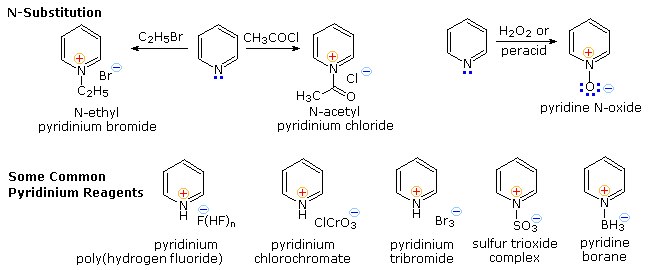 N-Substitution
C₂H₅Br CH₃COCl H₂O₂ or
peracid
N N N N N N
Br⊖ Cl⊖ O⊖
C₂H₅ H₃C O
N-ethyl
pyridinium bromide
N-acetyl
pyridinium chloride
pyridine N-oxide
Some Common
Pyridinium Reagents
N N N N N
H H H SO₃⊖ BH₃⊖
F(HF)ₙ⊖ ClCrO₃⊖ Br₃⊖
pyridinium
poly(hydrogen fluoride)
pyridinium
chlorochromate
pyridinium
tribromide
sulfur trioxide
complex
pyridine
borane